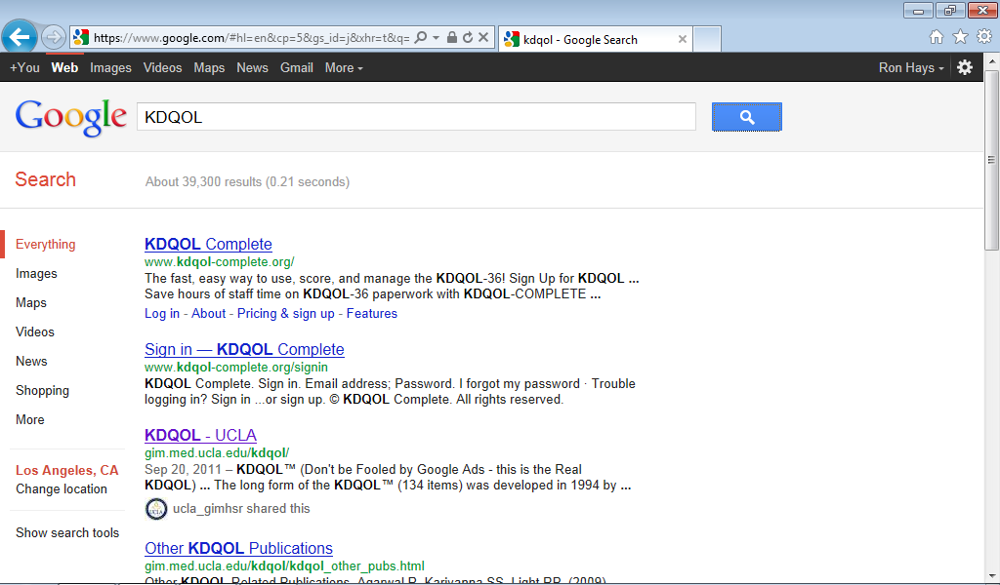 https://www.google.com/#hl=en&cp=5&gs_id=j&xhr=t&q=
kdqol - Google Search
+You Web Images Videos Maps News Gmail More
Ron Hays
Google
KDQOL
Search
About 39,300 results (0.21 seconds)
Everything
Images
Maps
Videos
News
Shopping
More
Los Angeles, CA
Change location
Show search tools
KDQOL Complete
www.kdqol-complete.org/
The fast, easy way to use, score, and manage the KDQOL-36! Sign Up for KDQOL ...
Save hours of staff time on KDQOL-36 paperwork with KDQOL-COMPLETE ...
Log in - About - Pricing & sign up - Features
Sign in — KDQOL Complete
www.kdqol-complete.org/signin
KDQOL Complete. Sign in. Email address; Password. I forgot my password · Trouble
logging in? Sign in ...or sign up. © KDQOL Complete. All rights reserved.
KDQOL - UCLA
gim.med.ucla.edu/kdqol/
Sep 20, 2011 – KDQOL™ (Don't be Fooled by Google Ads - this is the Real
KDQOL) ... The long form of the KDQOL™ (134 items) was developed in 1994 by ...
UCLA
ucla_gimhsr shared this
Other KDQOL Publications
gim.med.ucla.edu/kdqol/kdqol_other_pubs.html
Other KDQOL Related Publications. Agarwal R, Kariyanna SS, Light RP. (2009)